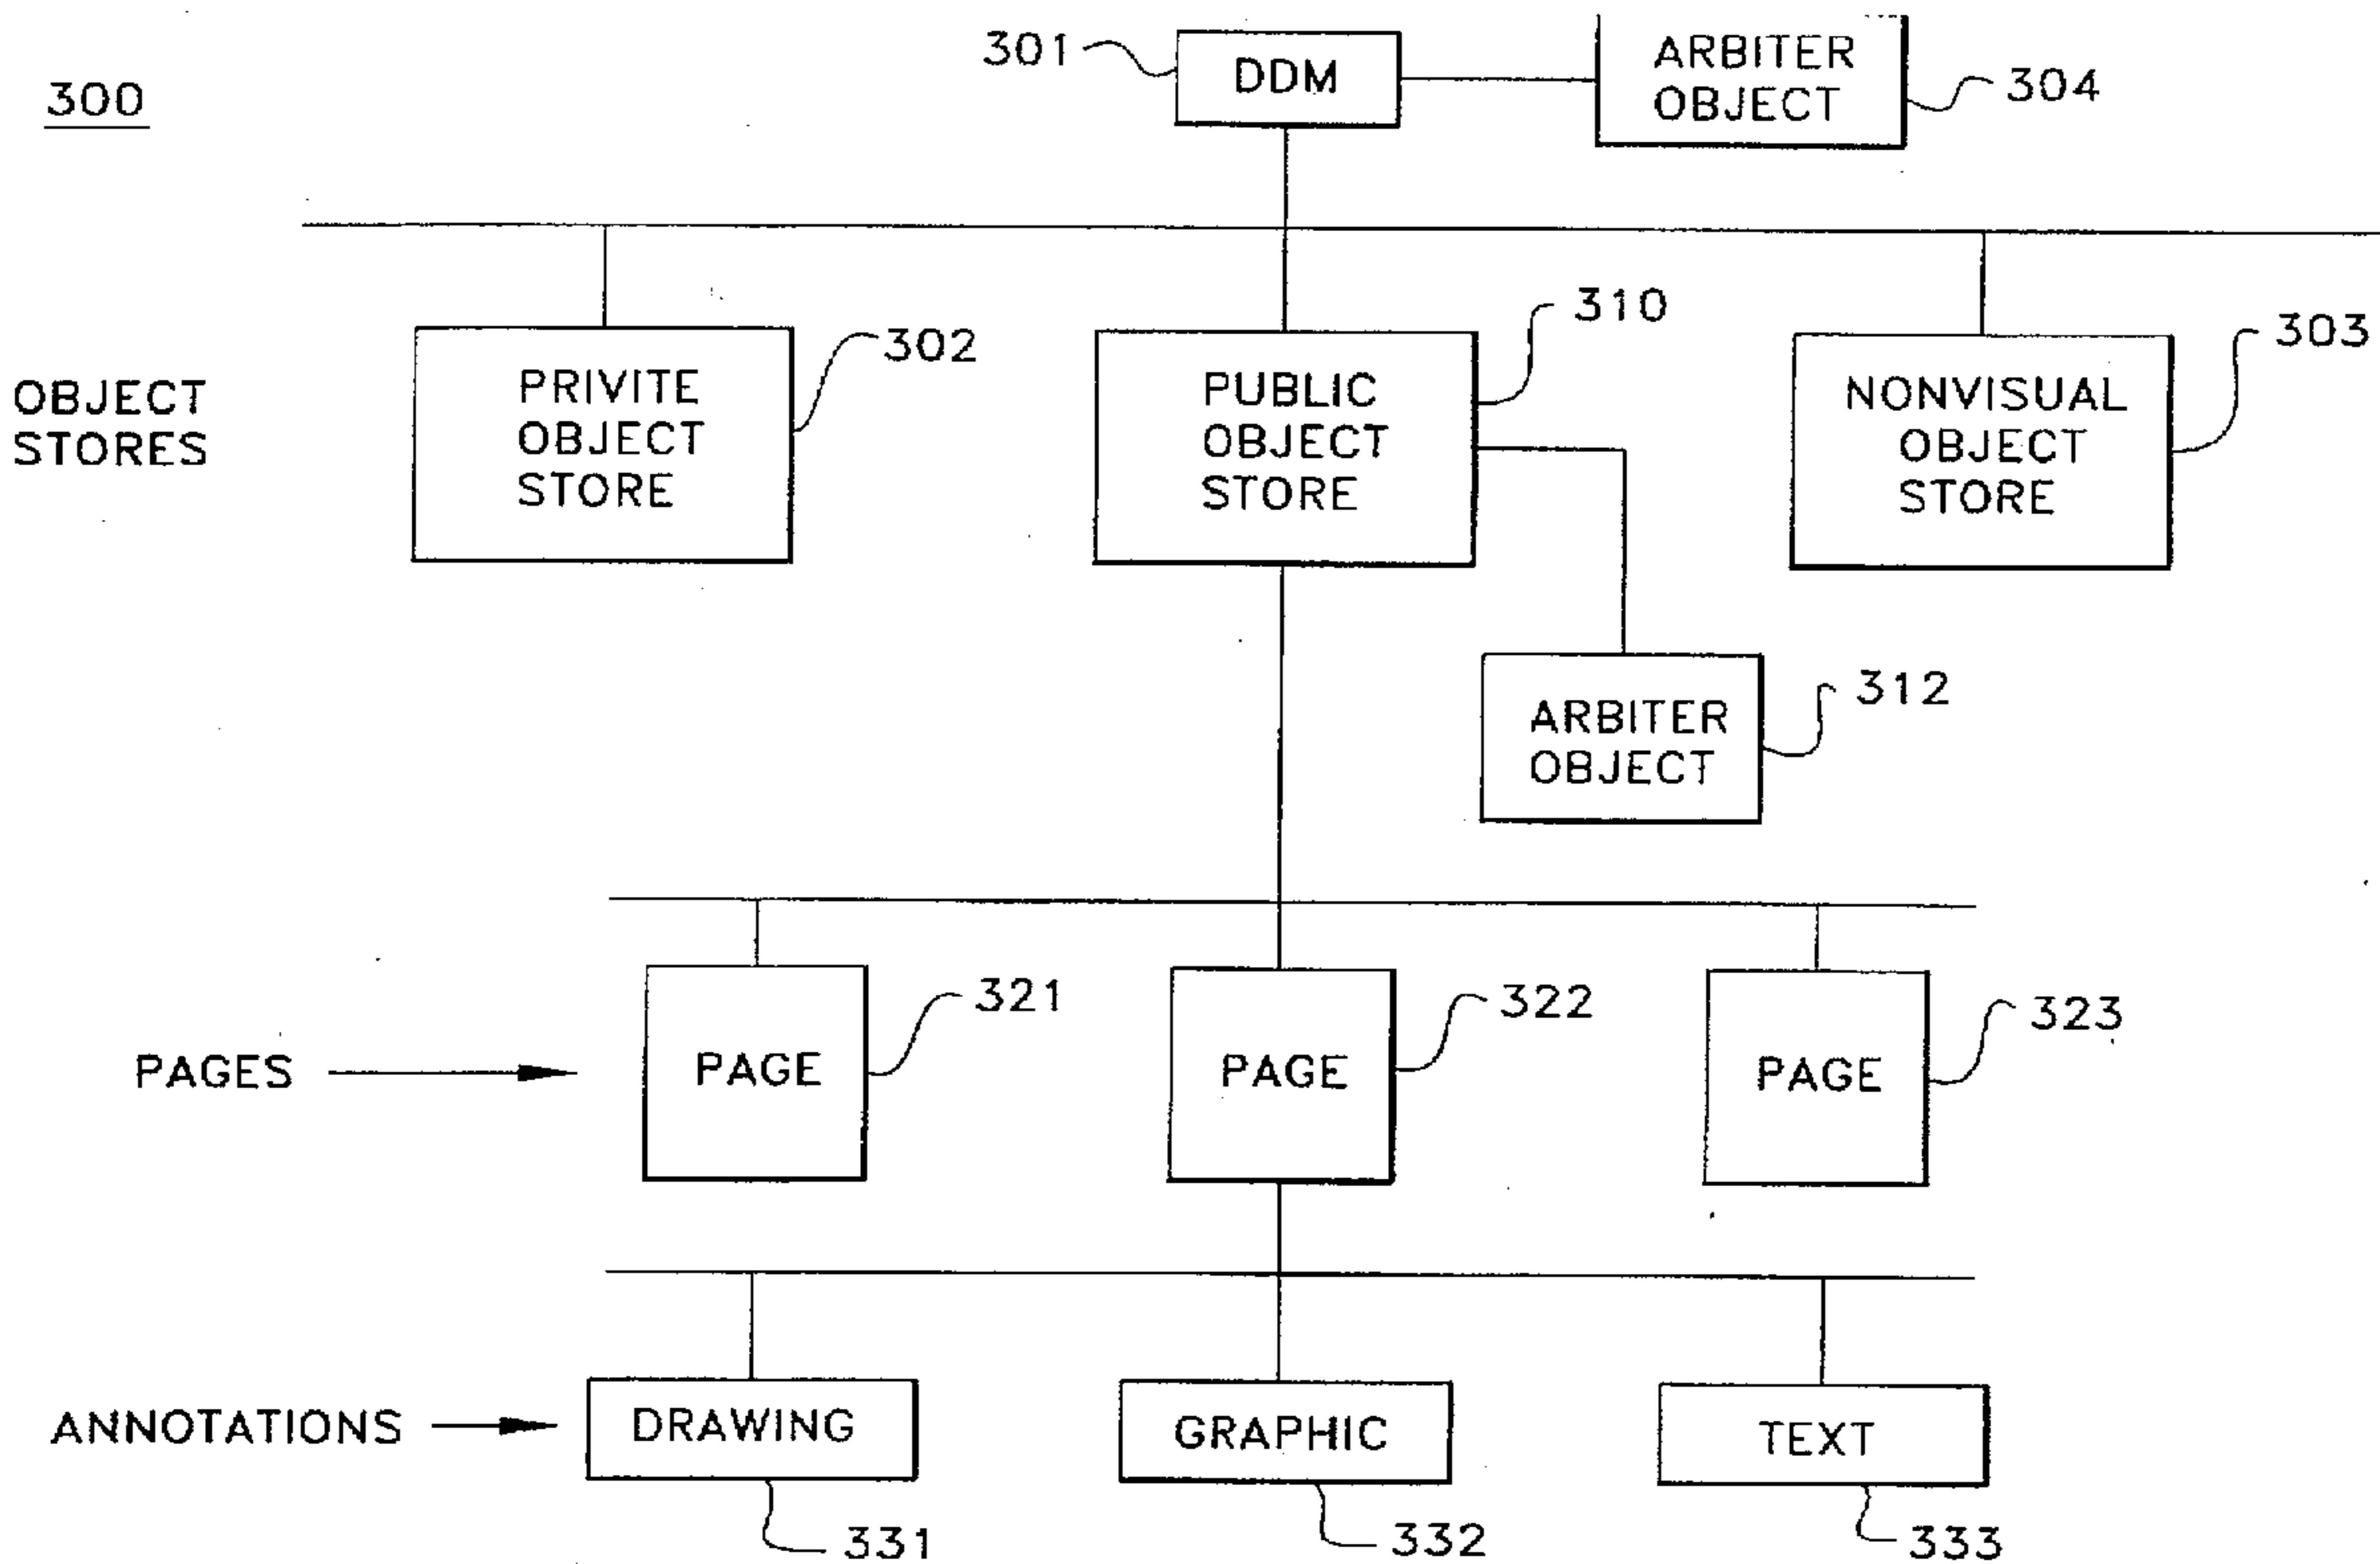 300
301
DDM
ARBITER
OBJECT
304
OBJECT
STORES
PRIVITE
OBJECT
STORE
302
PUBLIC
OBJECT
STORE
310
NONVISUAL
OBJECT
STORE
303
ARBITER
OBJECT
312
PAGES
PAGE
321
PAGE
322
PAGE
323
ANNOTATIONS
DRAWING
331
GRAPHIC
332
TEXT
333